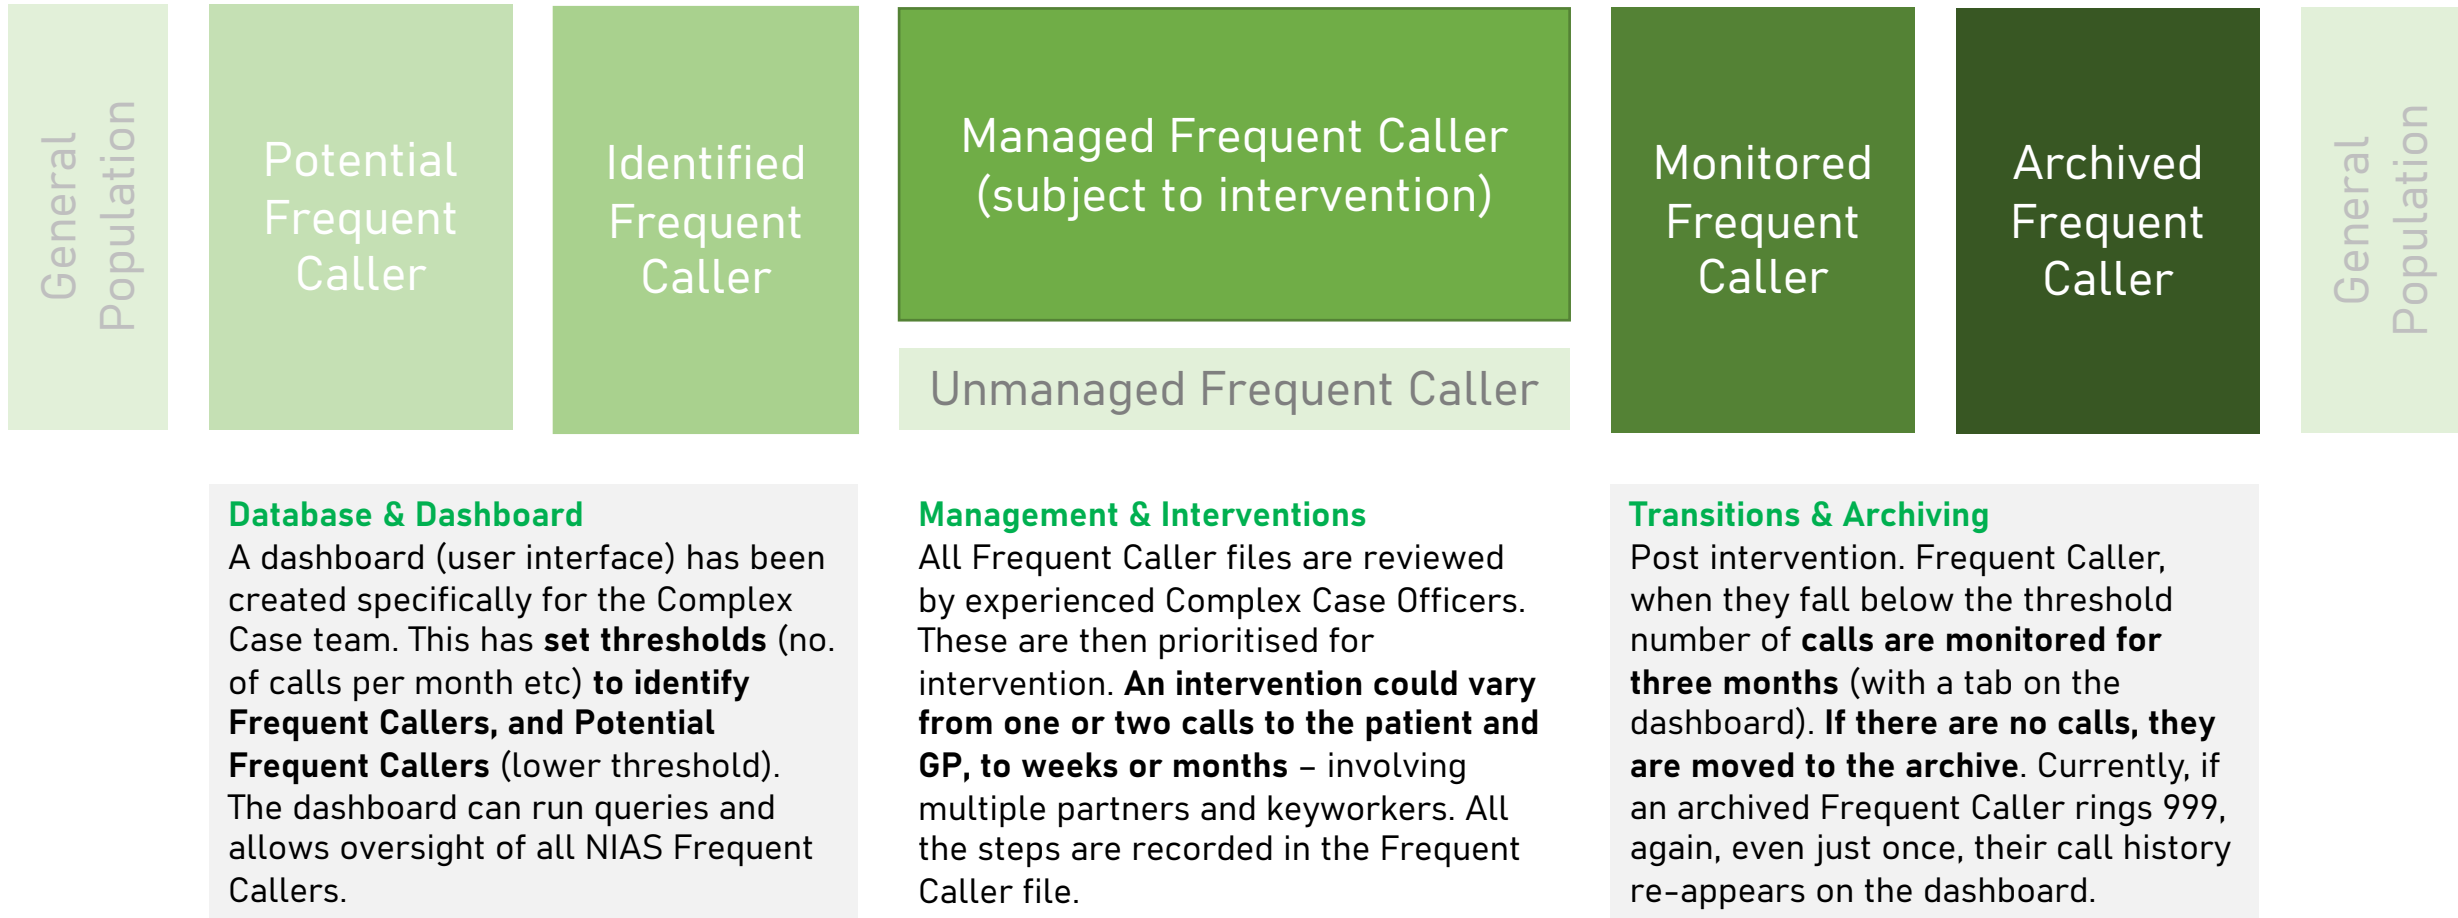 General
Population
Potential
Frequent
Caller
Identified
Frequent
Caller
Managed Frequent Caller
(subject to intervention)
Unmanaged Frequent Caller
Monitored
Frequent
Caller
Archived
Frequent
Caller
General
Population
Database & Dashboard
A dashboard (user interface) has been
created specifically for the Complex
Case team. This has set thresholds (no.
of calls per month etc) to identify
Frequent Callers, and Potential
Frequent Callers (lower threshold).
The dashboard can run queries and
allows oversight of all NIAS Frequent
Callers.
Management & Interventions
All Frequent Caller files are reviewed
by experienced Complex Case Officers.
These are then prioritised for
intervention. An intervention could vary
from one or two calls to the patient and
GP, to weeks or months – involving
multiple partners and keyworkers. All
the steps are recorded in the Frequent
Caller file.
Transitions & Archiving
Post intervention. Frequent Caller,
when they fall below the threshold
number of calls are monitored for
three months (with a tab on the
dashboard). If there are no calls, they
are moved to the archive. Currently, if
an archived Frequent Caller rings 999,
again, even just once, their call history
re-appears on the dashboard.